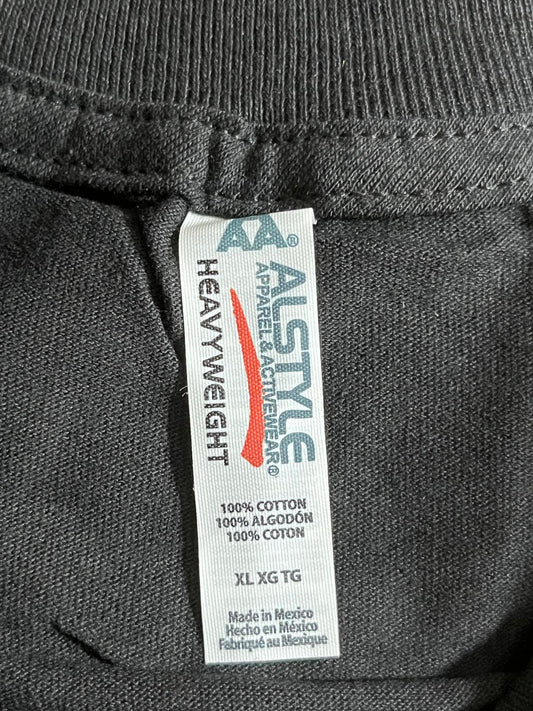 AA®
ALSTYLE
APPAREL & ACTIVEWEAR®
HEAVYWEIGHT
100% COTTON
100% ALGODÓN
100% COTON
XL XG TG
Made in Mexico
Hecho en México
Fabriqué au Mexique